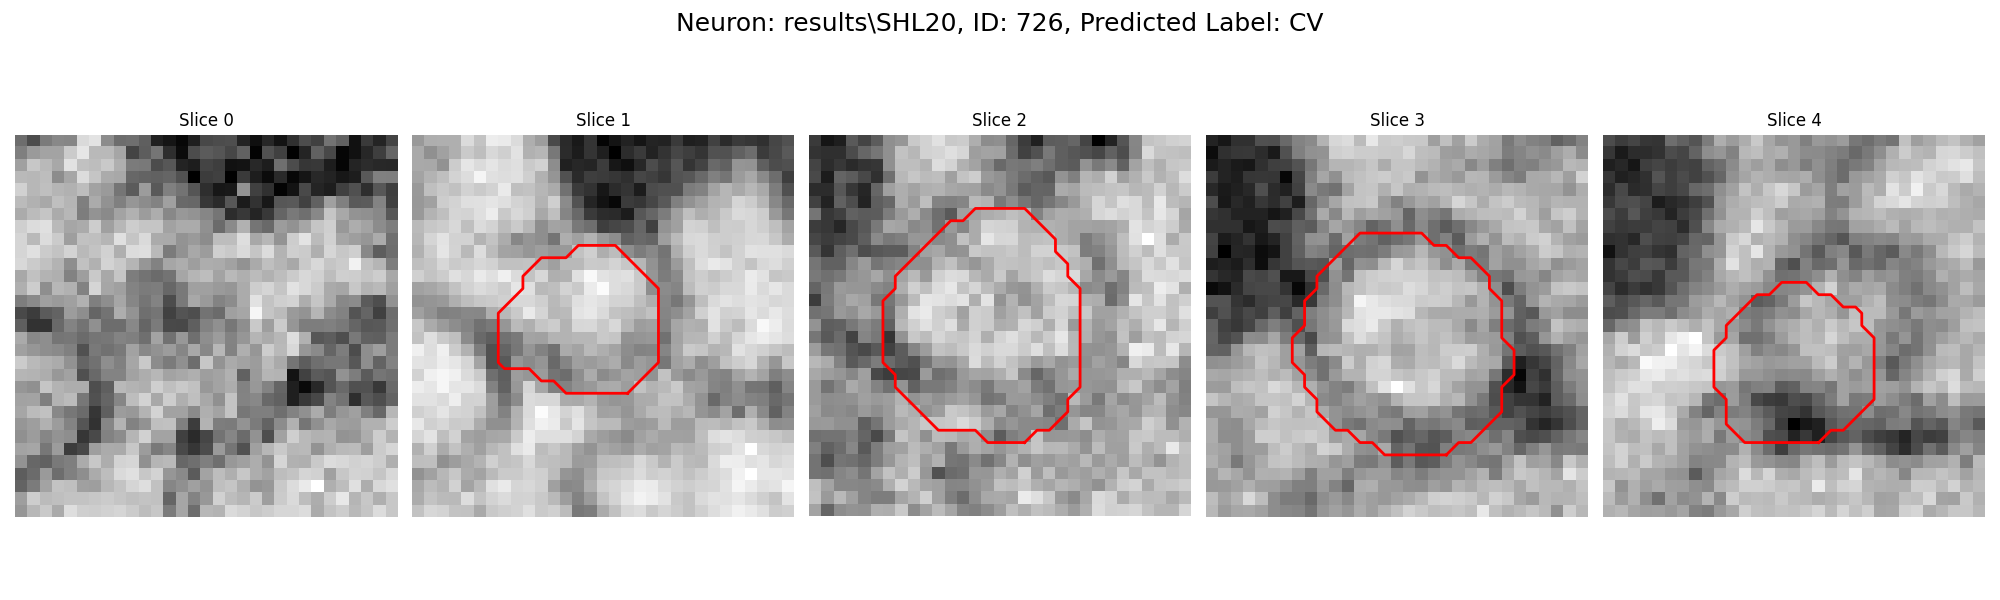 Neuron: results\SHL20, ID: 726, Predicted Label: CV
Slice 0
Slice 1
Slice 2
Slice 3
Slice 4